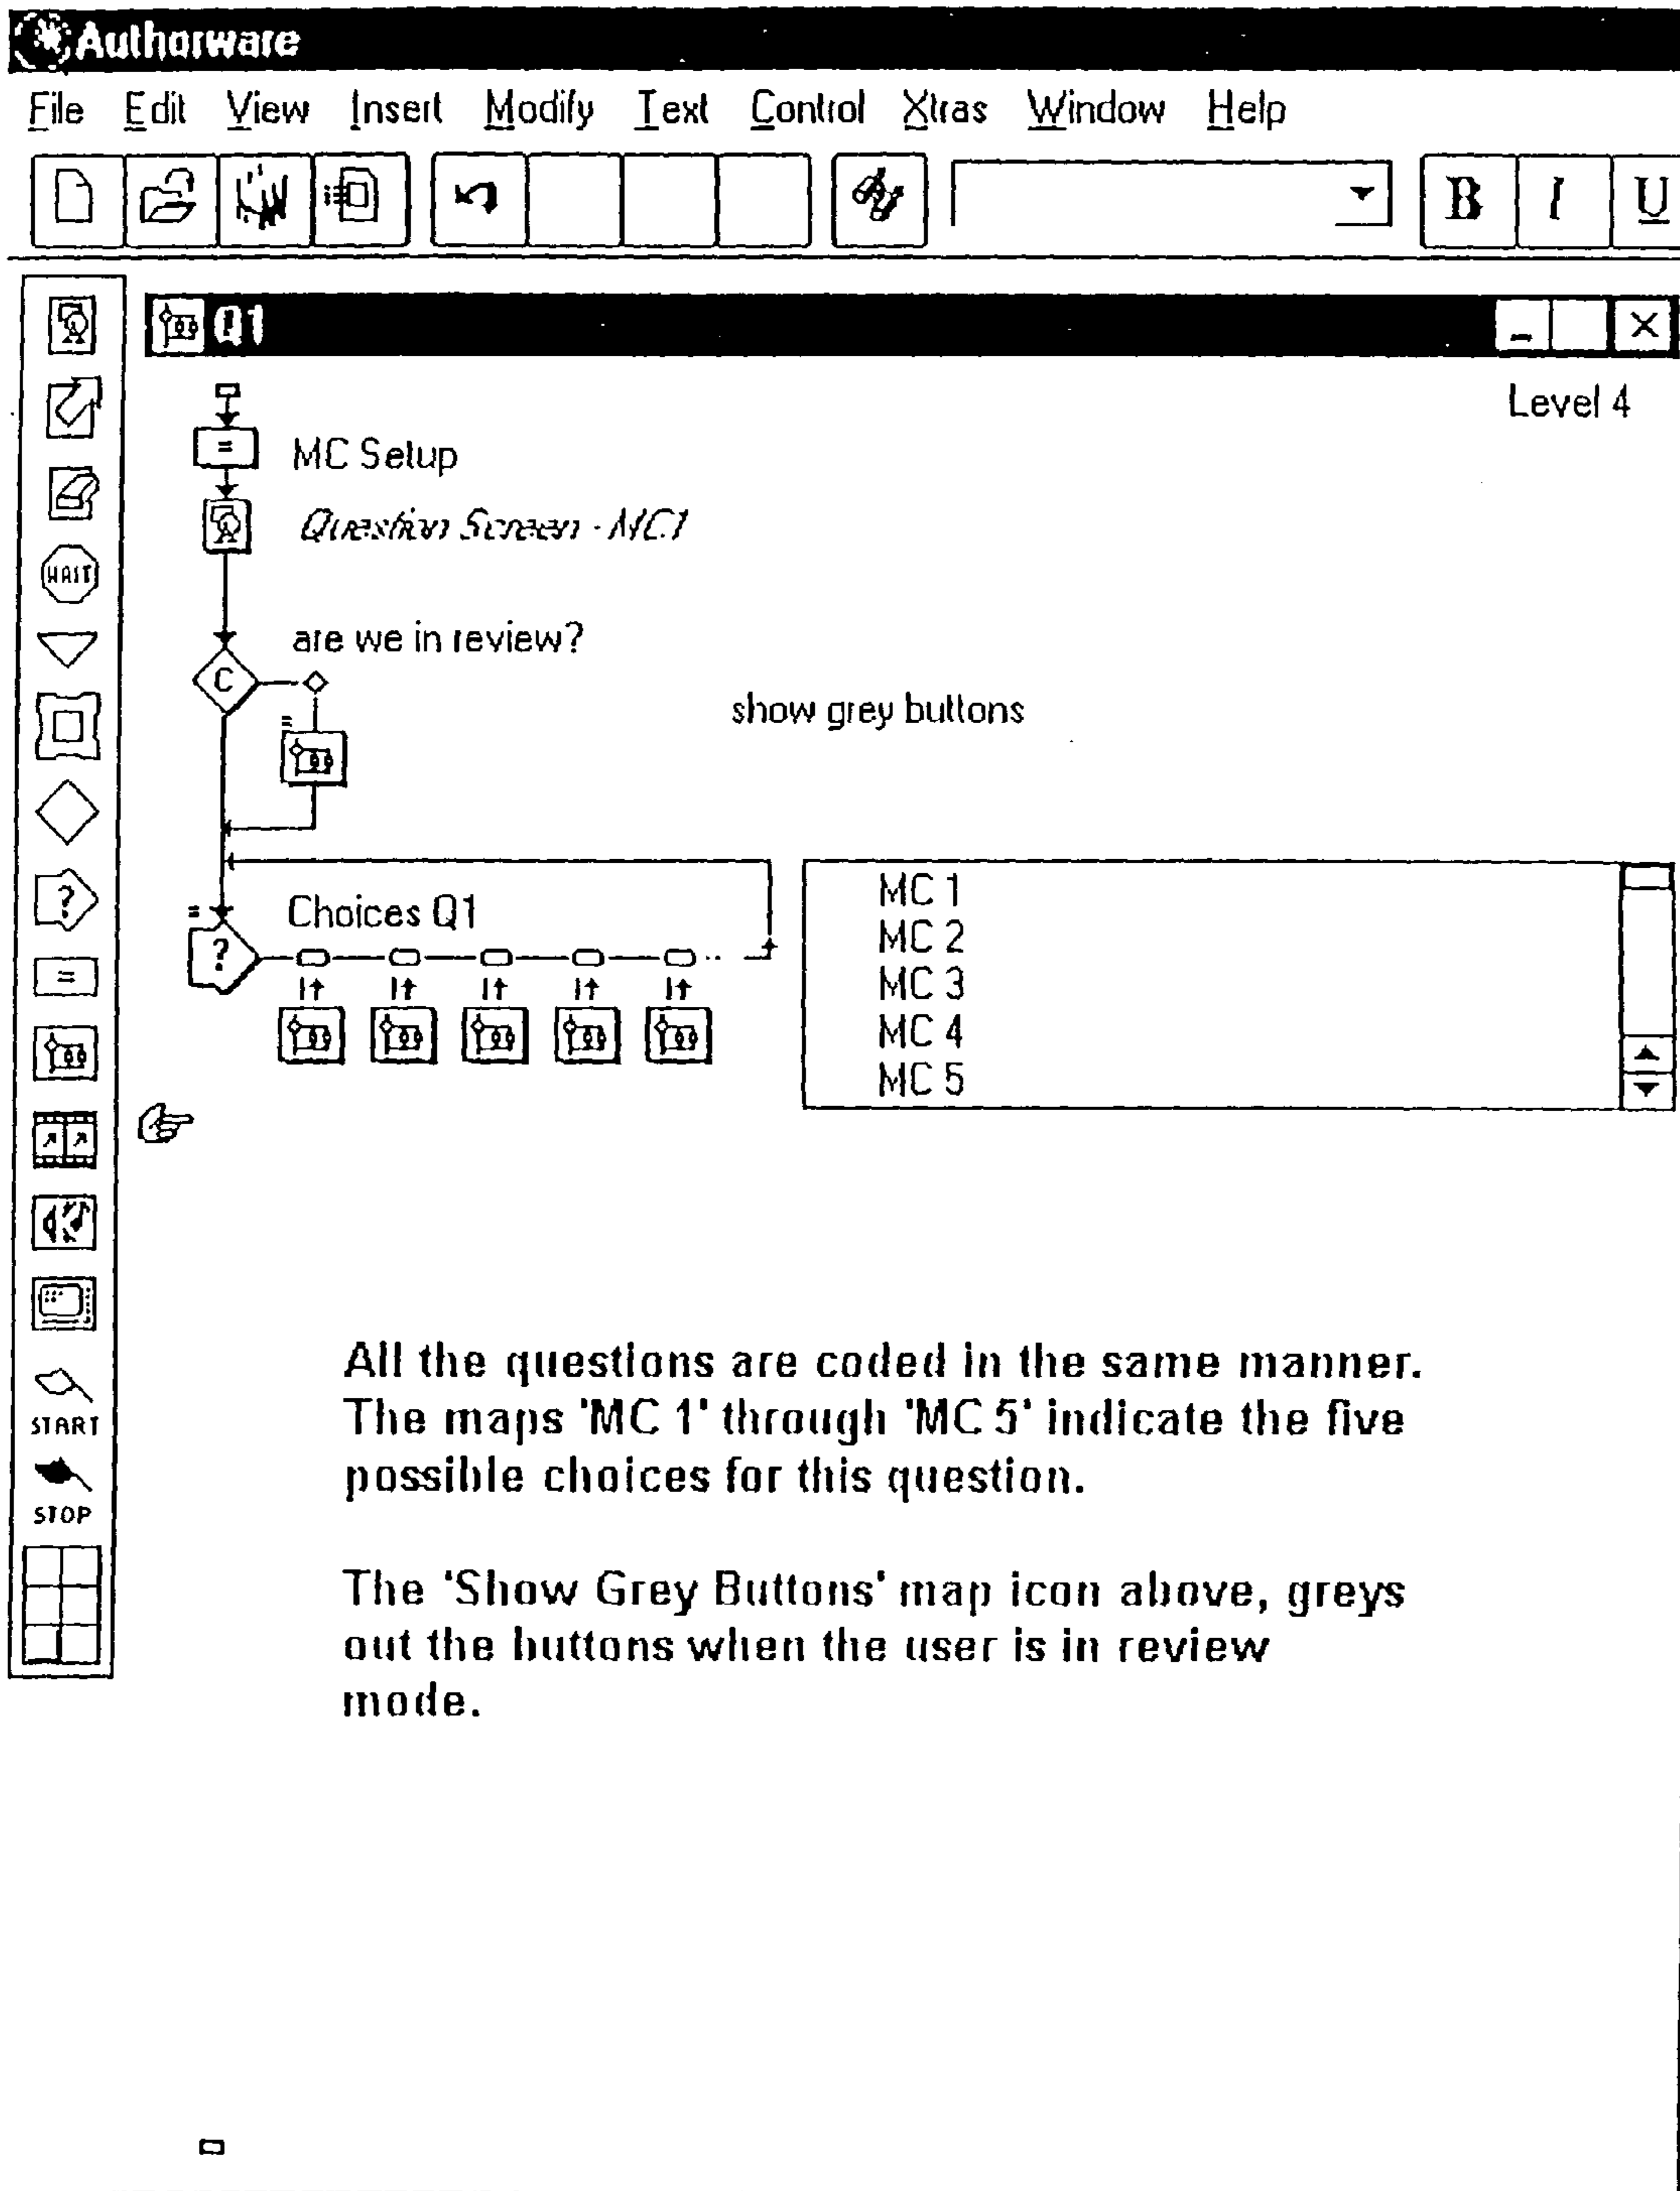 Authorware
File Edit View Insert Modify Text Control Xtras Window Help
B I U
Q1
Level 4
MC Setup
Question Screen - MC1
WAIT
are we in review?
C
show grey buttons
=
MC 1
Choices Q1
MC 2
?
MC 3
MC 4
MC 5
All the questions are coded in the same manner.
The maps 'MC 1' through 'MC 5' indicate the five
possible choices for this question.
START
STOP
The 'Show Grey Buttons' map icon above, greys
out the buttons when the user is in review
mode.